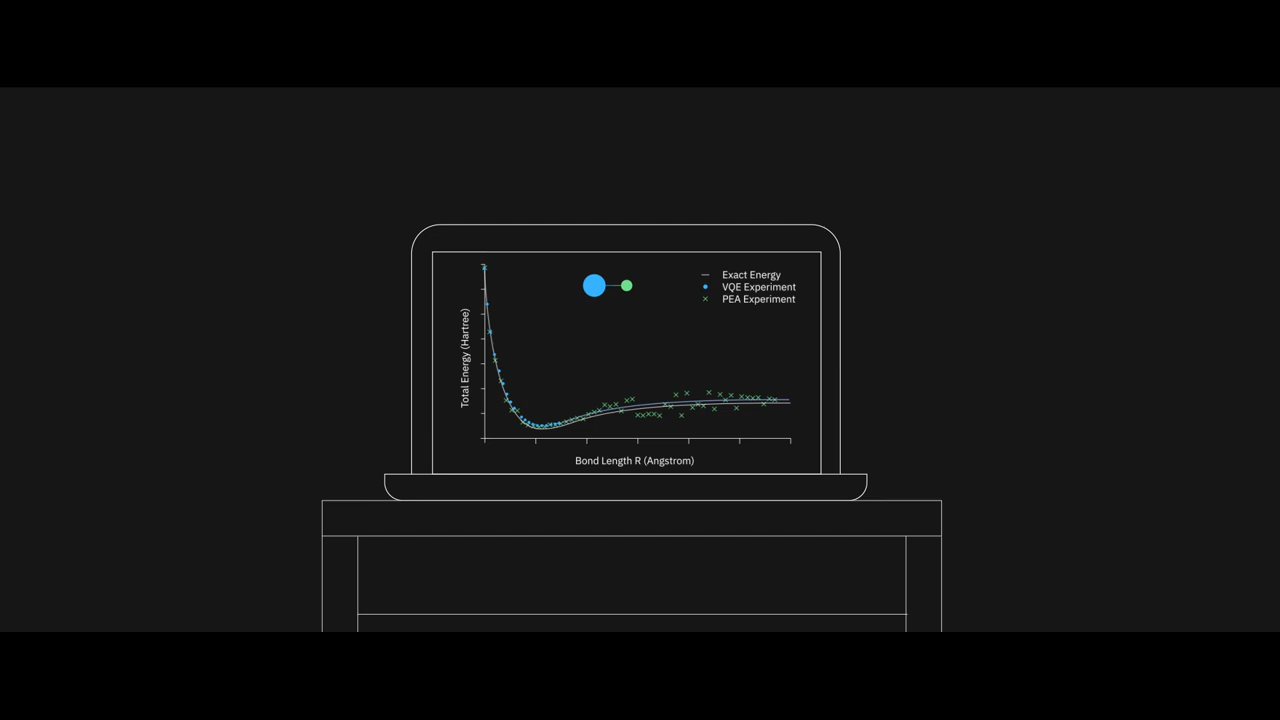 Exact Energy
VQE Experiment
PEA Experiment
Total Energy (Hartree)
Bond Length R (Angstrom)